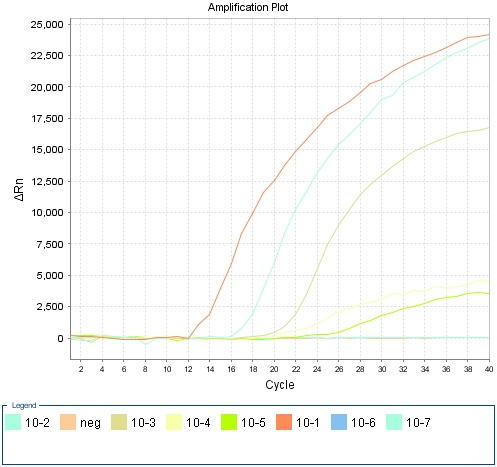 Amplification Plot
25,000
22,500
20,000
17,500
15,000
12,500
10,000
7,500
5,000
2,500
0
ΔRn
2 4 6 8 10 12 14 16 18 20 22 24 26 28 30 32 34 36 38 40
Cycle
Legend
10-2 neg 10-3 10-4 10-5 10-1 10-6 10-7